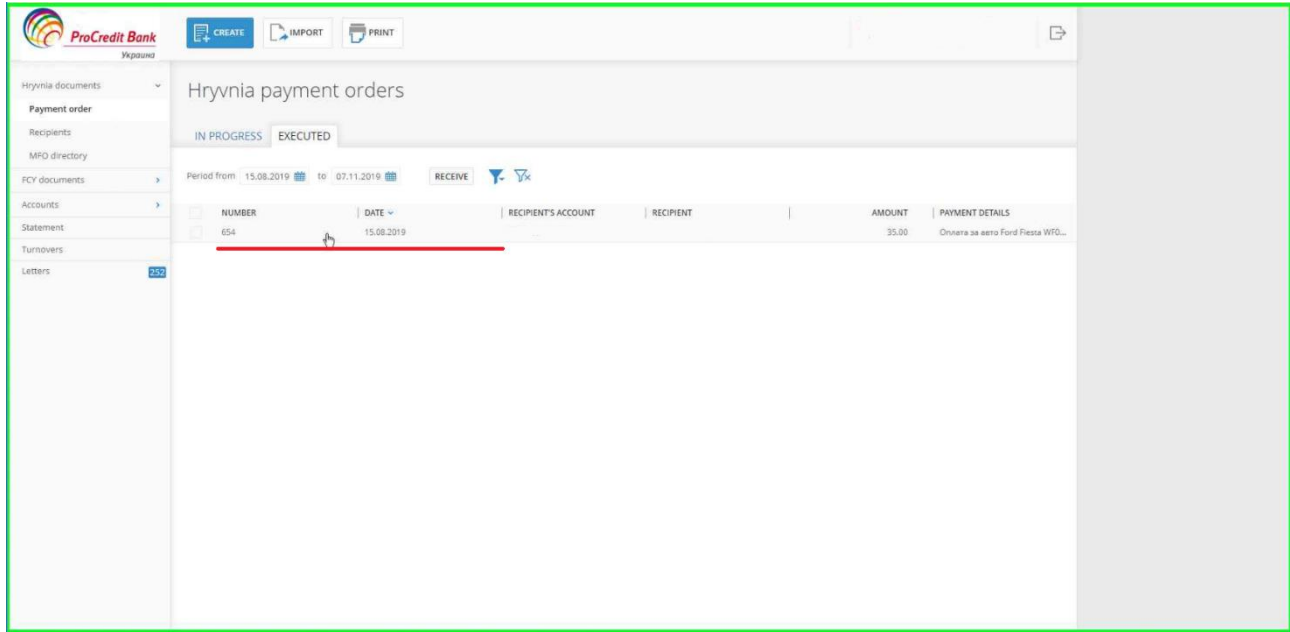 ProCredit Bank
Украина
CREATE IMPORT PRINT
Hryvnia documents
Payment order
Recipients
MFO directory
FCY documents
Accounts
Statement
Turnovers
Letters 252
Hryvnia payment orders
IN PROGRESS EXECUTED
Period from 15.08.2019 to 07.11.2019 RECEIVE
NUMBER DATE RECIPIENT'S ACCOUNT RECIPIENT AMOUNT PAYMENT DETAILS
654 15.08.2019 35.00 Оплата за авто Ford Fiesta WF0...